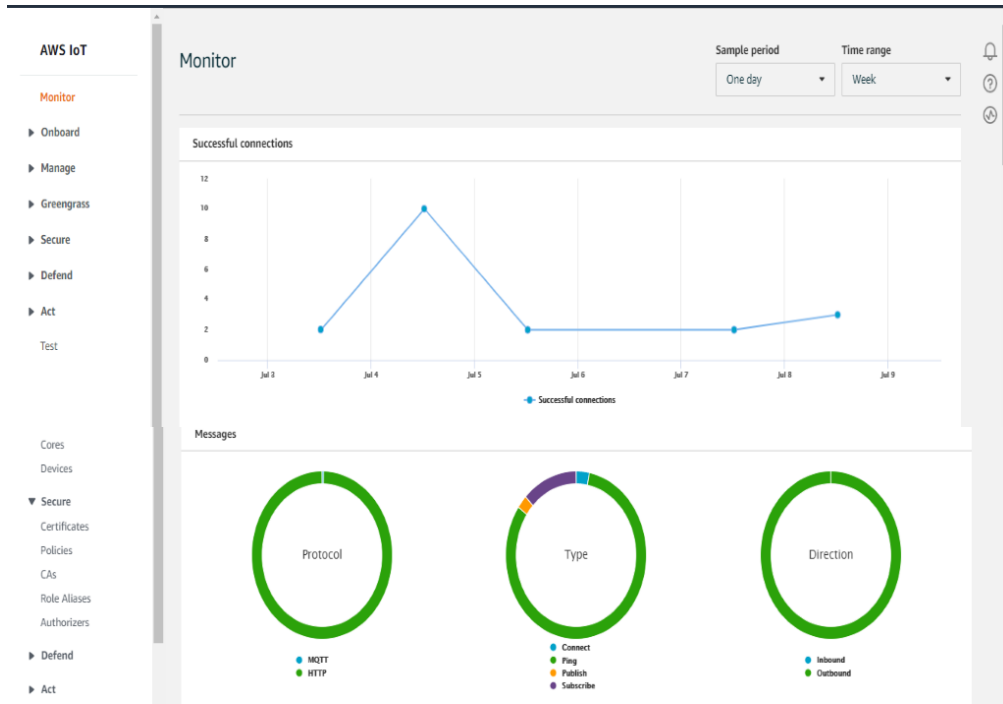 AWS IoT
Monitor
Onboard
Manage
Greengrass
Secure
Defend
Act
Test
Cores
Devices
Secure
Certificates
Policies
CAs
Role Aliases
Authorizers
Defend
Act
Monitor
Sample period
One day
Time range
Week
Successful connections
12
10
8
6
4
2
0
Jul 3
Jul 4
Jul 5
Jul 6
Jul 7
Jul 8
Jul 9
Successful connections
Messages
Protocol
MQTT
HTTP
Type
Connect
Ping
Publish
Subscribe
Direction
Inbound
Outbound